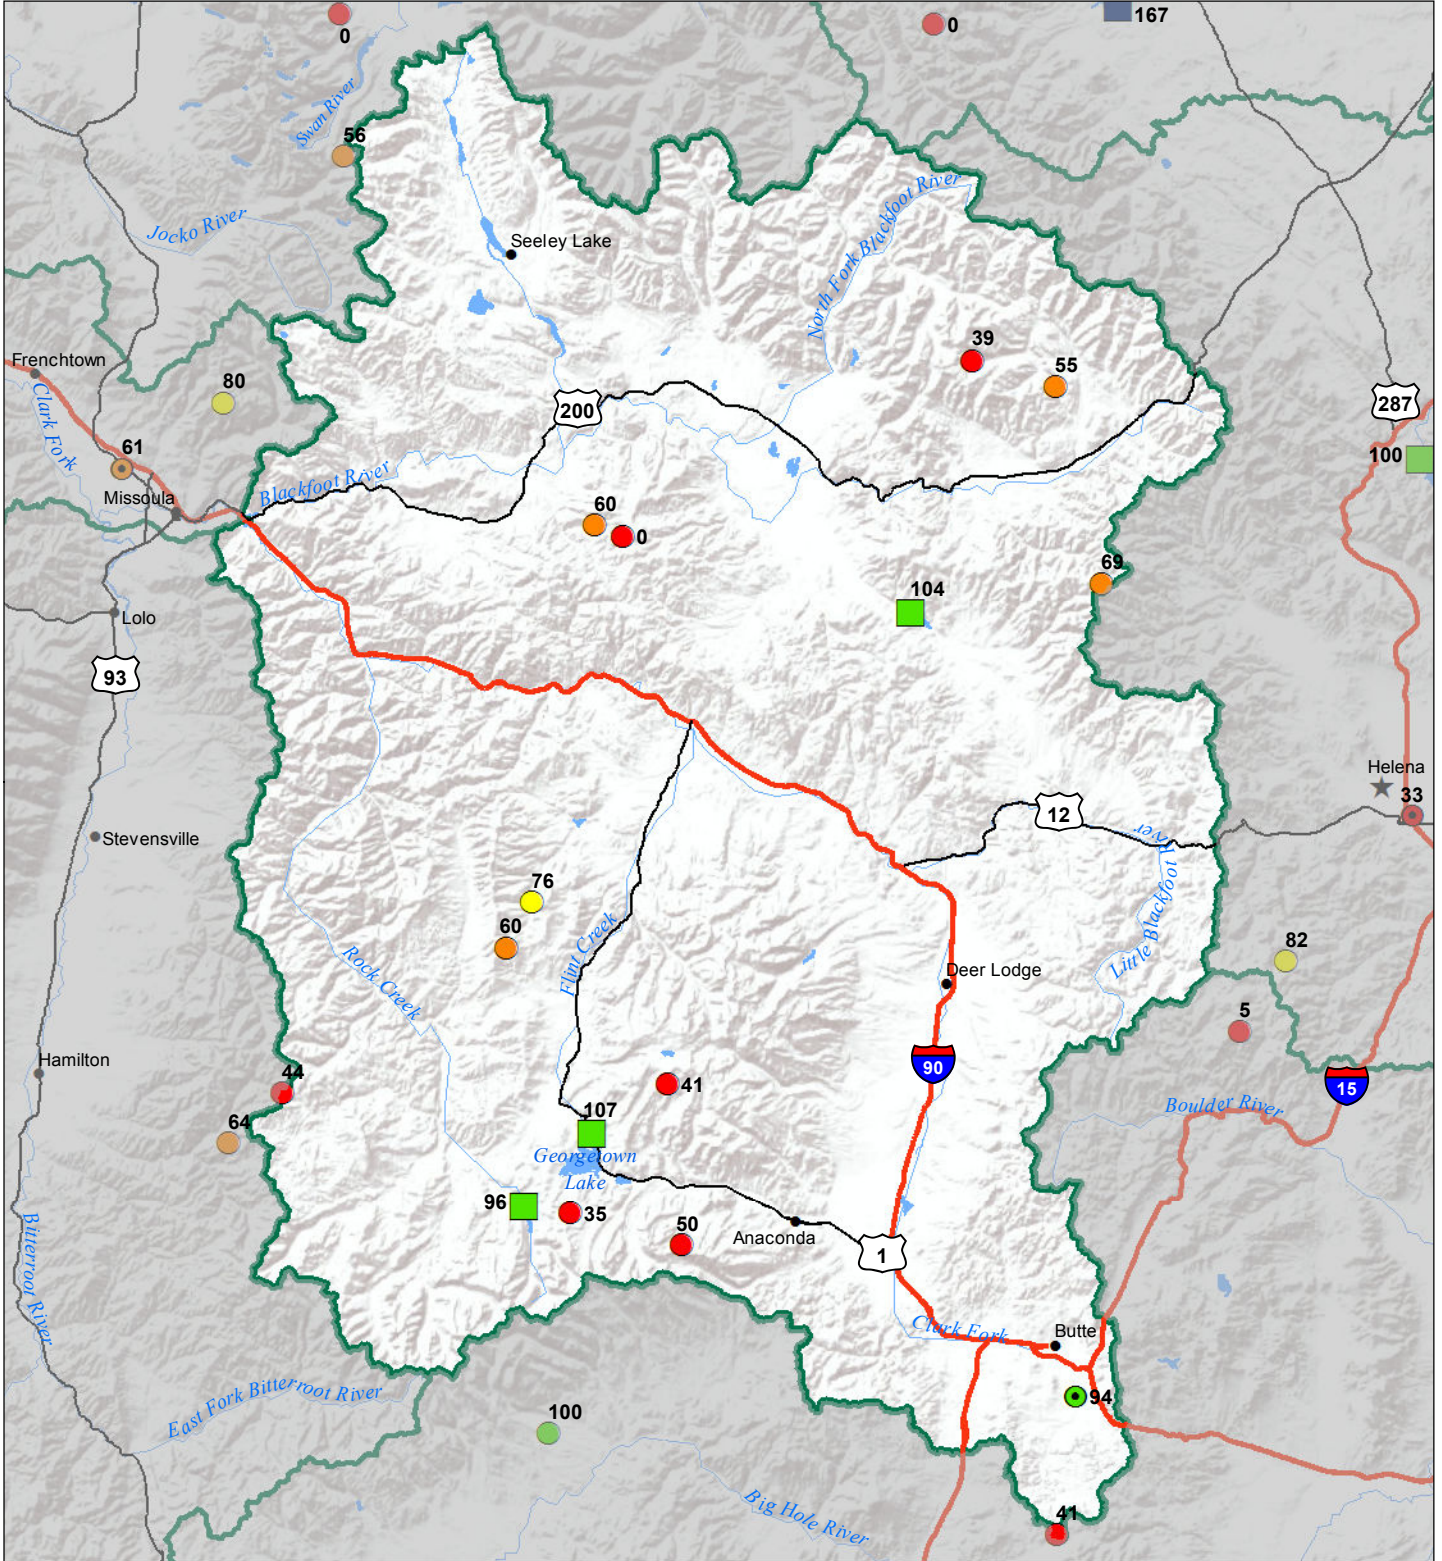 0
0
167
Swan River
56
Jocko River
Seeley Lake
North Fork Blackfoot River
Frenchtown
Clark Fork
80
39
55
200
287
61
Missoula
Blackfoot River
100
60
0
69
104
Lolo
93
12
Helena
33
Stevensville
River
Little Blackfoot
76
60
Flint Creek
Rock Creek
Deer Lodge
82
5
Hamilton
44
64
41
90
15
Boulder River
107
Georgetown
Lake
96
35
50
Anaconda
1
Bitterroot River
Clark Fork
Butte
94
East Fork Bitterroot River
100
Big Hole River
41